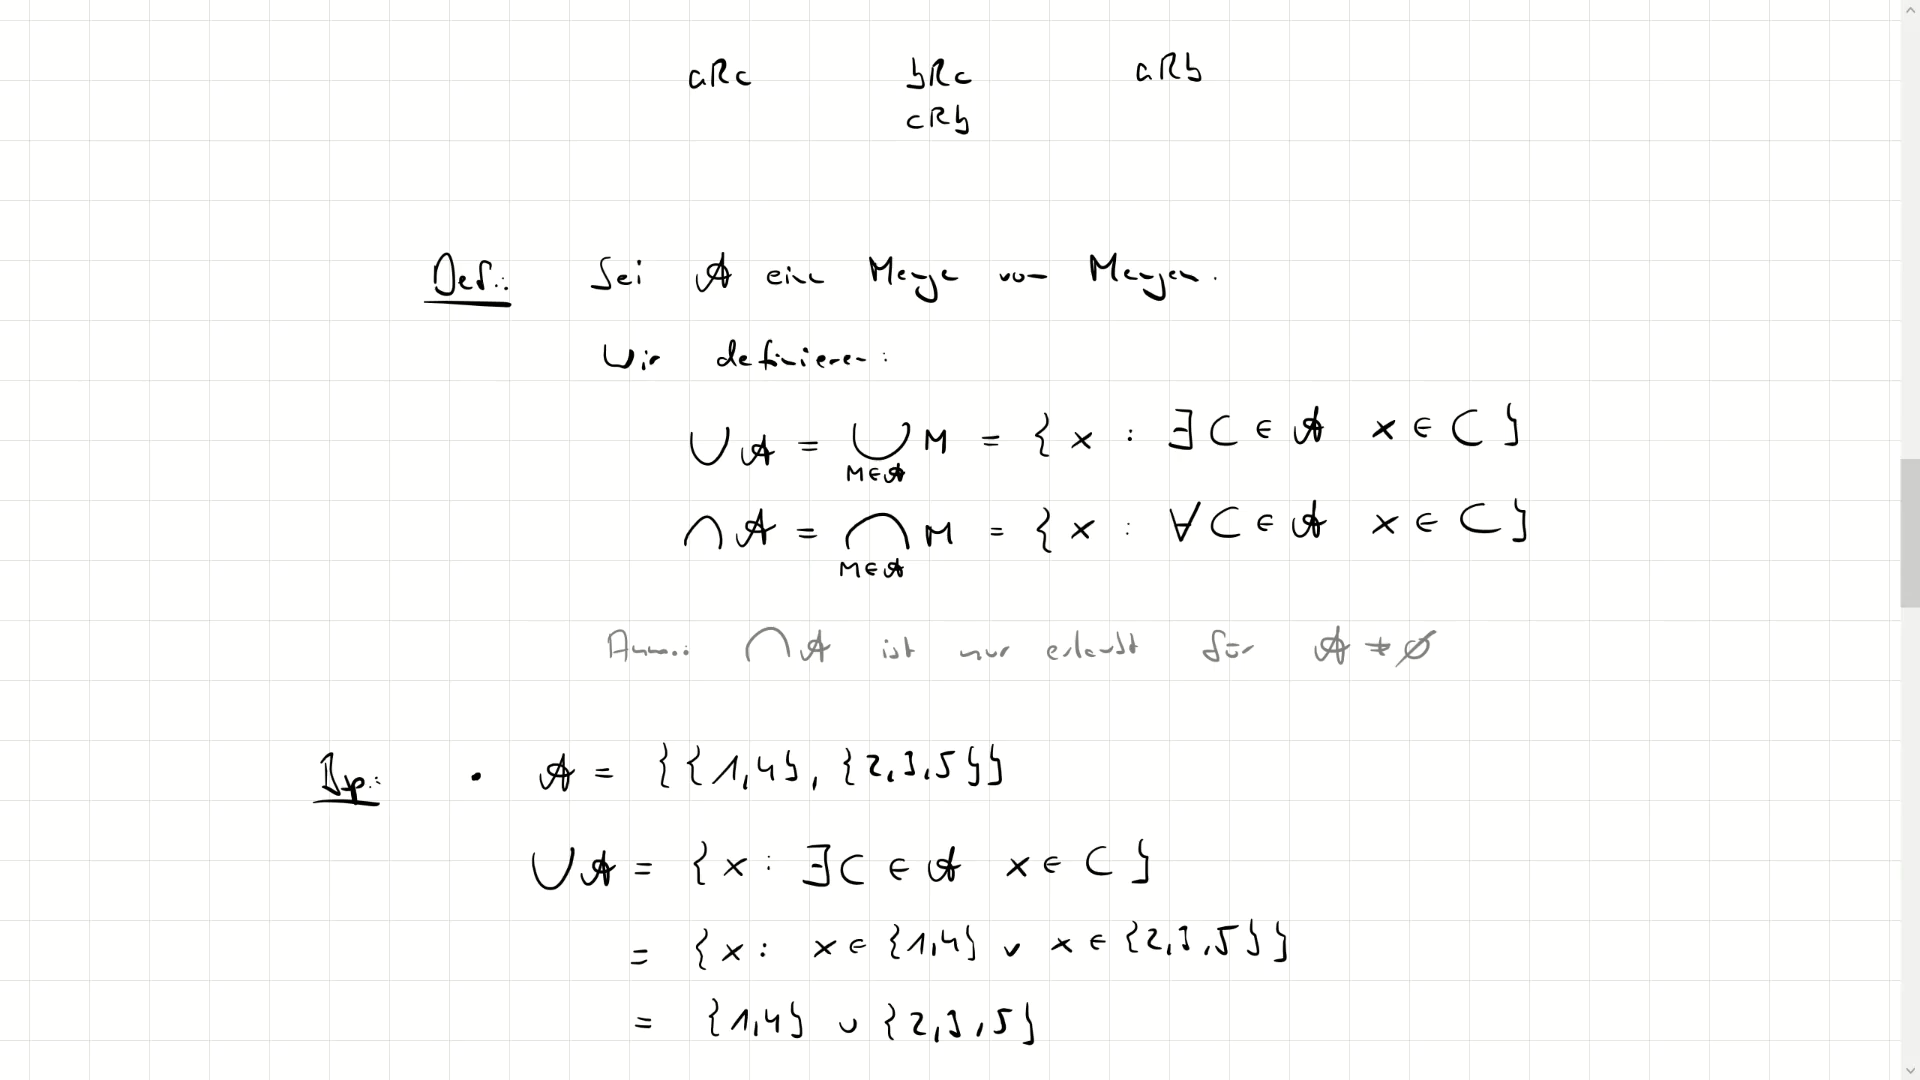 aRc bRc aRb
cRb
Def.: Sei 𝒜 eine Menge von Mengen.
Wir definieren:
⋃𝒜 = ⋃ M = { x : ∃ C ∈ 𝒜 x ∈ C }
M∈𝒜
⋂𝒜 = ⋂ M = { x : ∀ C ∈ 𝒜 x ∈ C }
M∈𝒜
Anm.: ⋂𝒜 ist nur erlaubt für 𝒜 ≠ ∅
Bsp.: • 𝒜 = {{1,4}, {2,3,5}}
⋃𝒜 = { x : ∃ C ∈ 𝒜 x ∈ C }
= { x : x ∈ {1,4} ∨ x ∈ {2,3,5}}
= {1,4} ∪ {2,3,5}